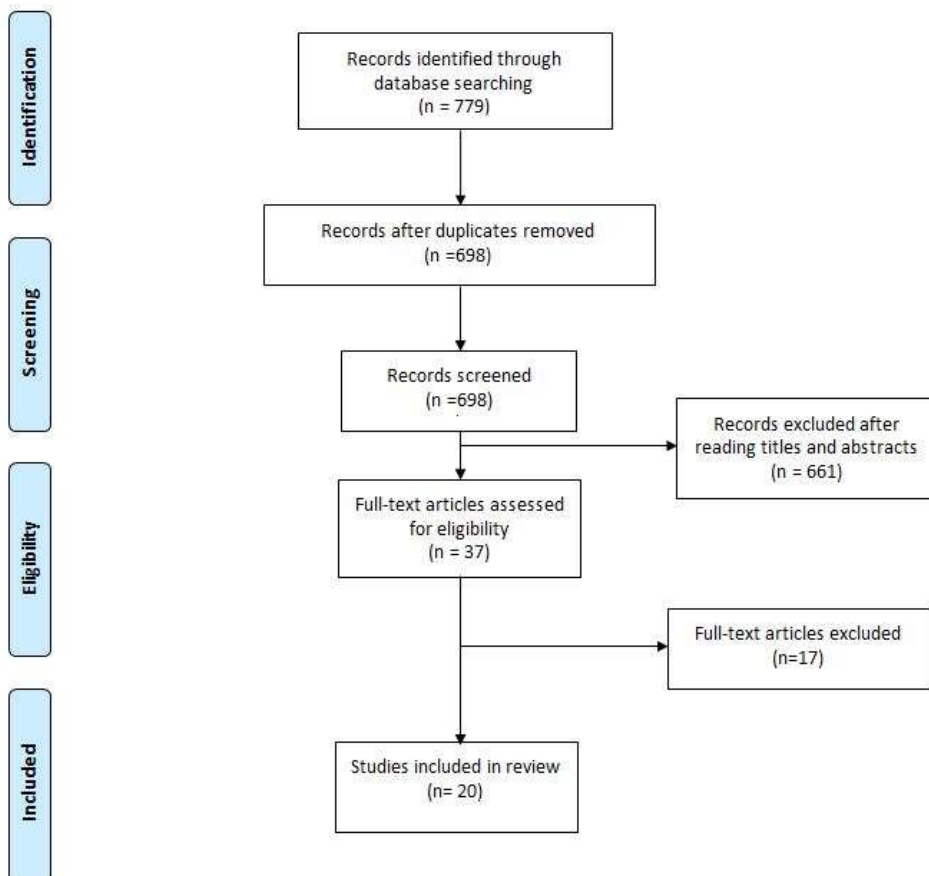 Identification
Records identified through
database searching
(n = 779)
Records after duplicates removed
(n =698)
Screening
Records screened
(n =698)
Records excluded after
reading titles and abstracts
(n = 661)
Eligibility
Full-text articles assessed
for eligibility
(n = 37)
Full-text articles excluded
(n=17)
Included
Studies included in review
(n= 20)